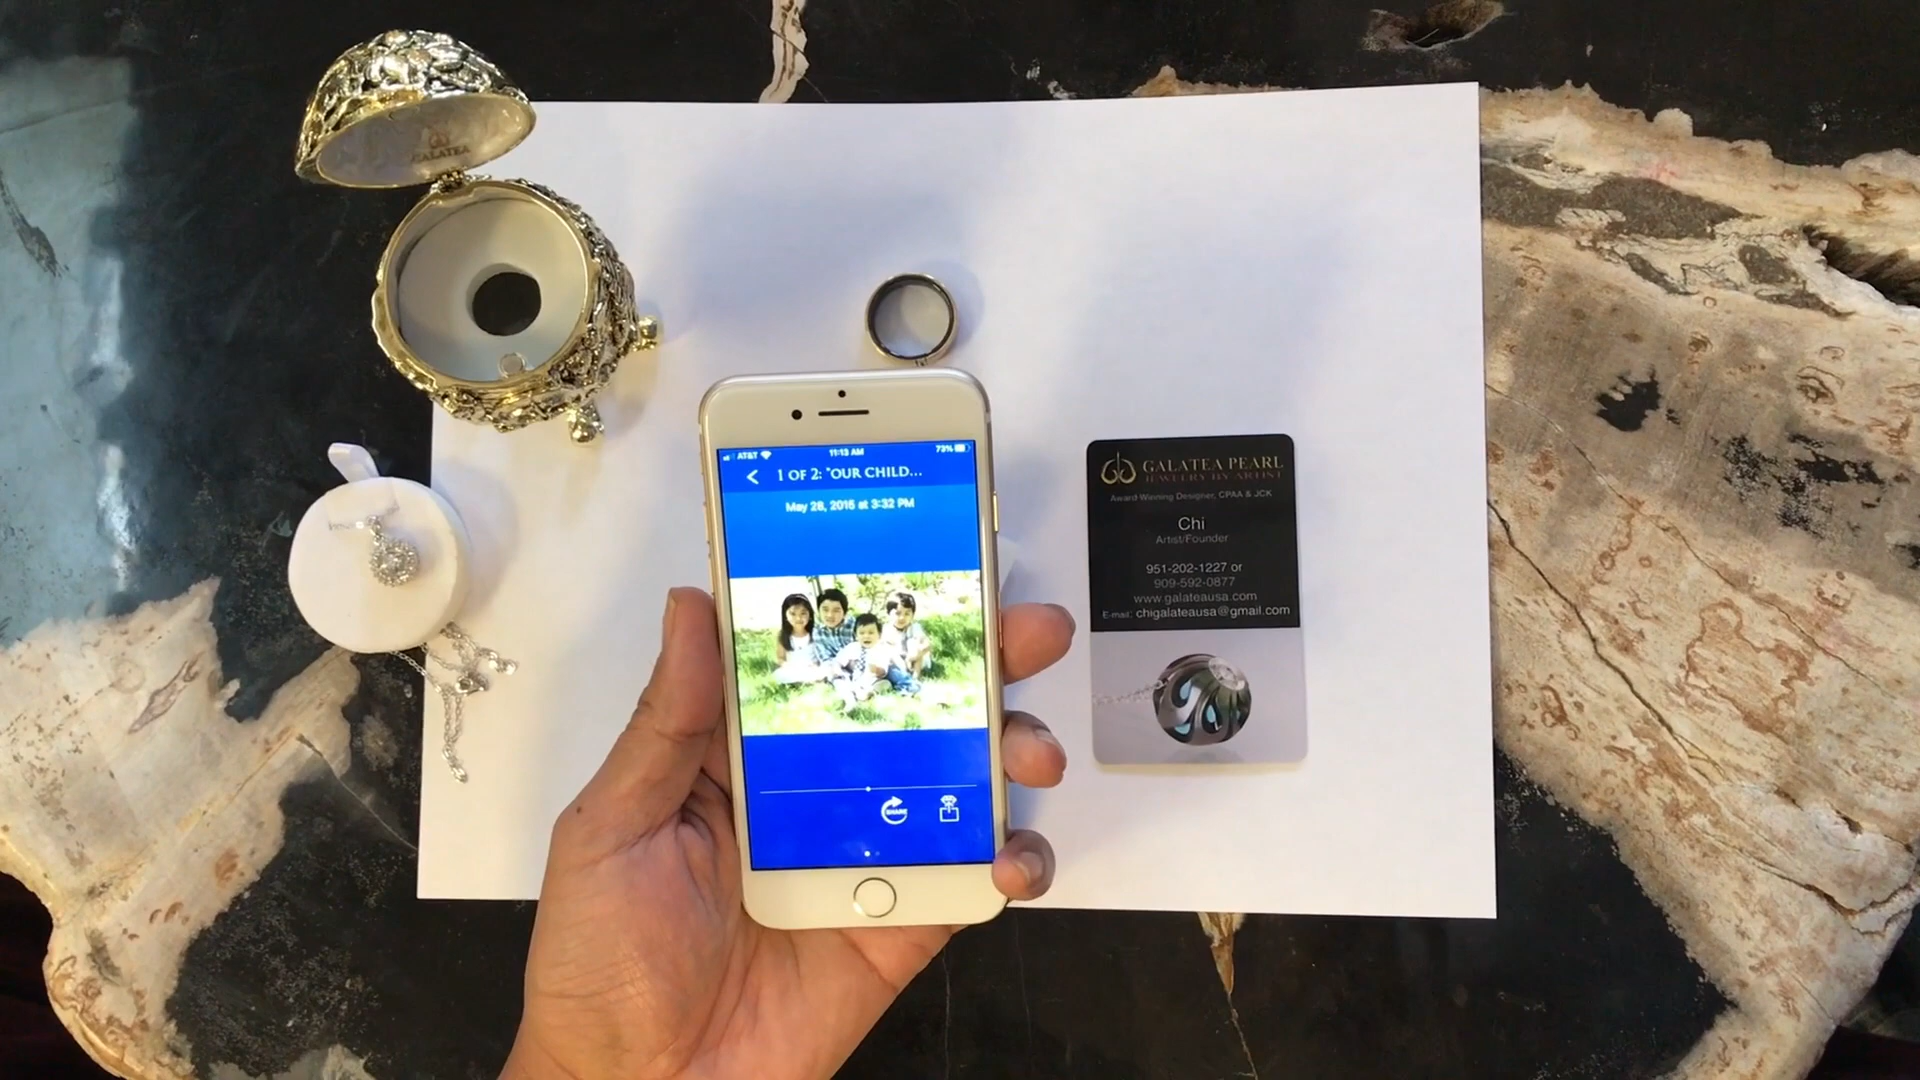 GALATEA
AT&T 11:13 AM 73%
1 OF 2: "OUR CHILD...
May 28, 2015 at 3:32 PM
SHARE
GALATEA PEARL
JEWELRY BY ARTIST
Award Winning Designer, CPAA & JCK
Chi
Artist/Founder
951-202-1227 or
909-592-0877
www.galateausa.com
E-mail: chigalateausa@gmail.com